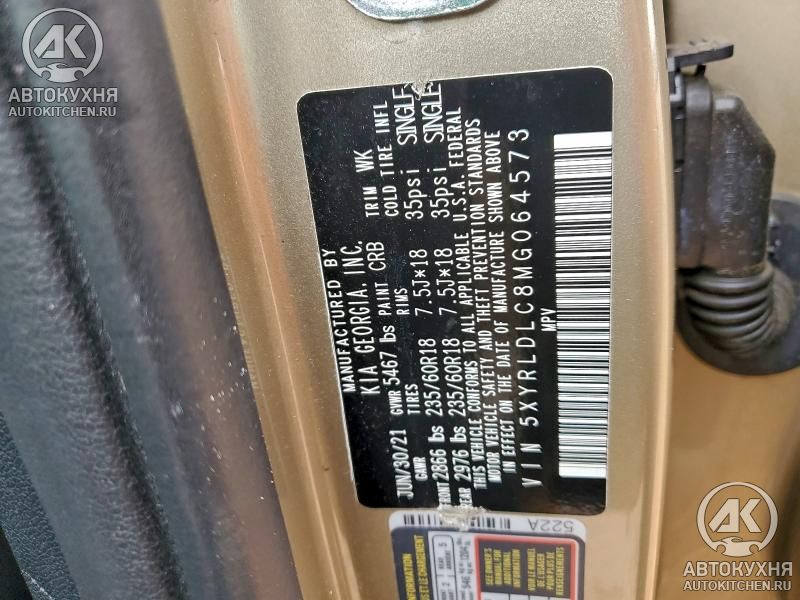 АВТОКУХНЯ
AUTOKITCHEN.RU
MANUFACTURED BY
KIA GEORGIA, INC.
JUN/30/21 GVWR 5467 lbs PAINT CRB TRIM WK
GAWR TIRES RIMS COLD TIRE INFL
FRONT 2866 lbs 235/60R18 7.5J*18 35psi SINGLE
REAR 2976 lbs 235/60R18 7.5J*18 35psi SINGLE
THIS VEHICLE CONFORMS TO ALL APPLICABLE U.S.A. FEDERAL
MOTOR VEHICLE SAFETY AND THEFT PREVENTION STANDARDS
IN EFFECT ON THE DATE OF MANUFACTURE SHOWN ABOVE
VIN 5XYRLDLC8MG064573
MPV
522A
INFORMATION
АВТОКУХНЯ
AUTOKITCHEN.RU